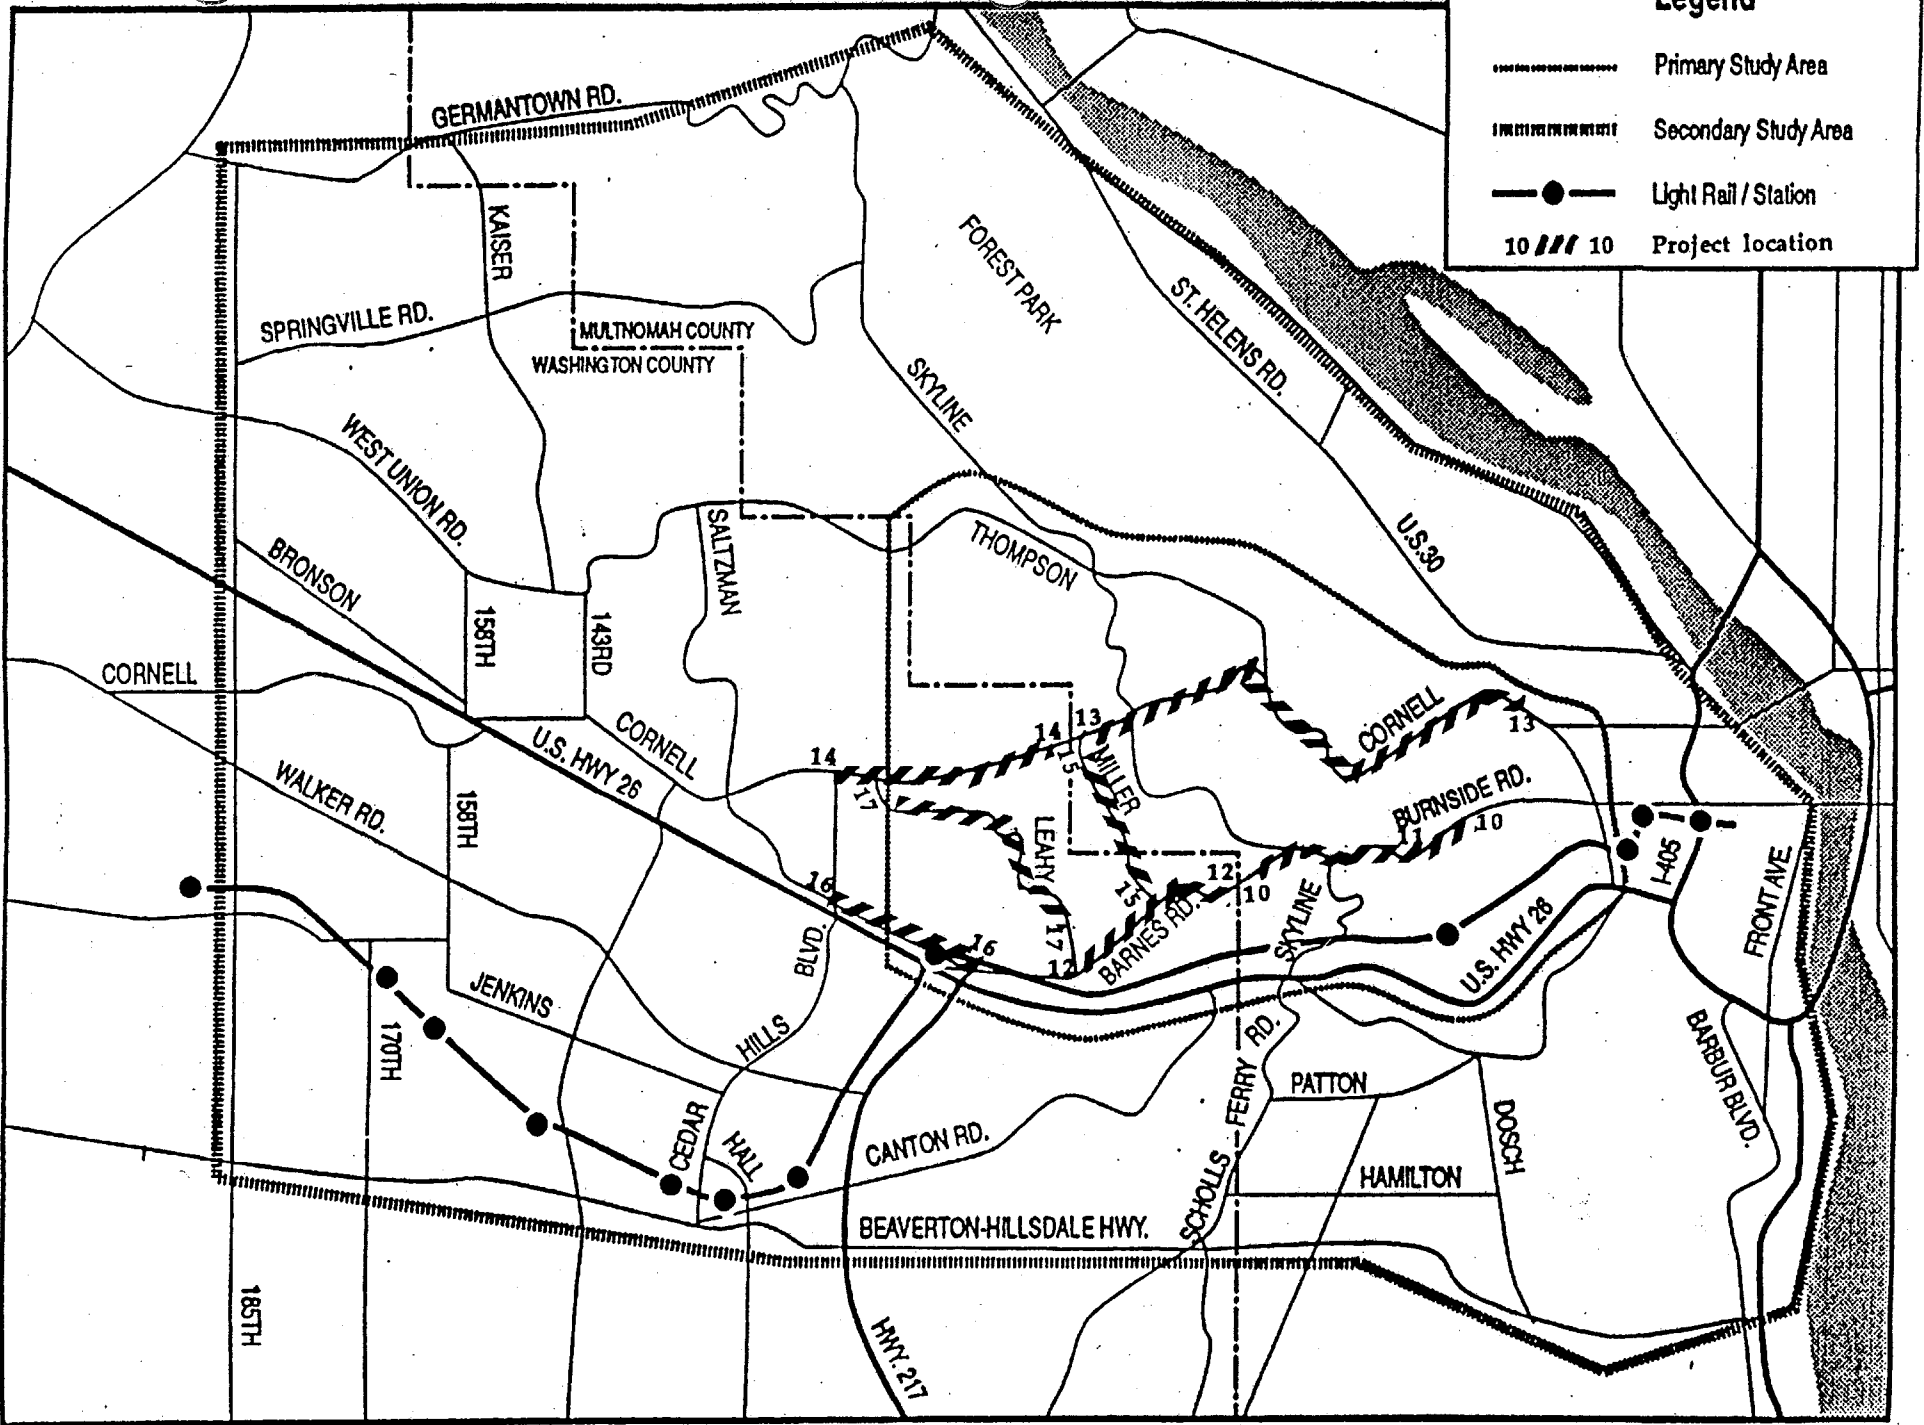 Legend
Primary Study Area
Secondary Study Area
Light Rail / Station
10 10 Project location
GERMANTOWN RD.
KAISER
FOREST PARK
ST. HELENS RD.
SPRINGVILLE RD.
MULTNOMAH COUNTY
WASHINGTON COUNTY
SKYLINE
WEST UNION RD.
SALTZMAN
THOMPSON
U.S.30
BRONSON
158TH
143RD
CORNELL
CORNELL
U.S. HWY 26
CORNELL
13
14
14
13
15
MILLER
WALKER RD.
158TH
17
LEAHY
BURNSIDE RD.
11
10
I-405
16
12
10
15
BARNES RD.
SKYLINE
17
16
12
BLVD.
U.S. HWY 26
FRONT AVE.
JENKINS
170TH
HILLS
RD.
PATTON
FERRY
BARBUR BLVD.
CEDAR
HALL
CANTON RD.
DOSCH
SCHOLLS
HAMILTON
BEAVERTON-HILLSDALE HWY.
185TH
HWY. 217